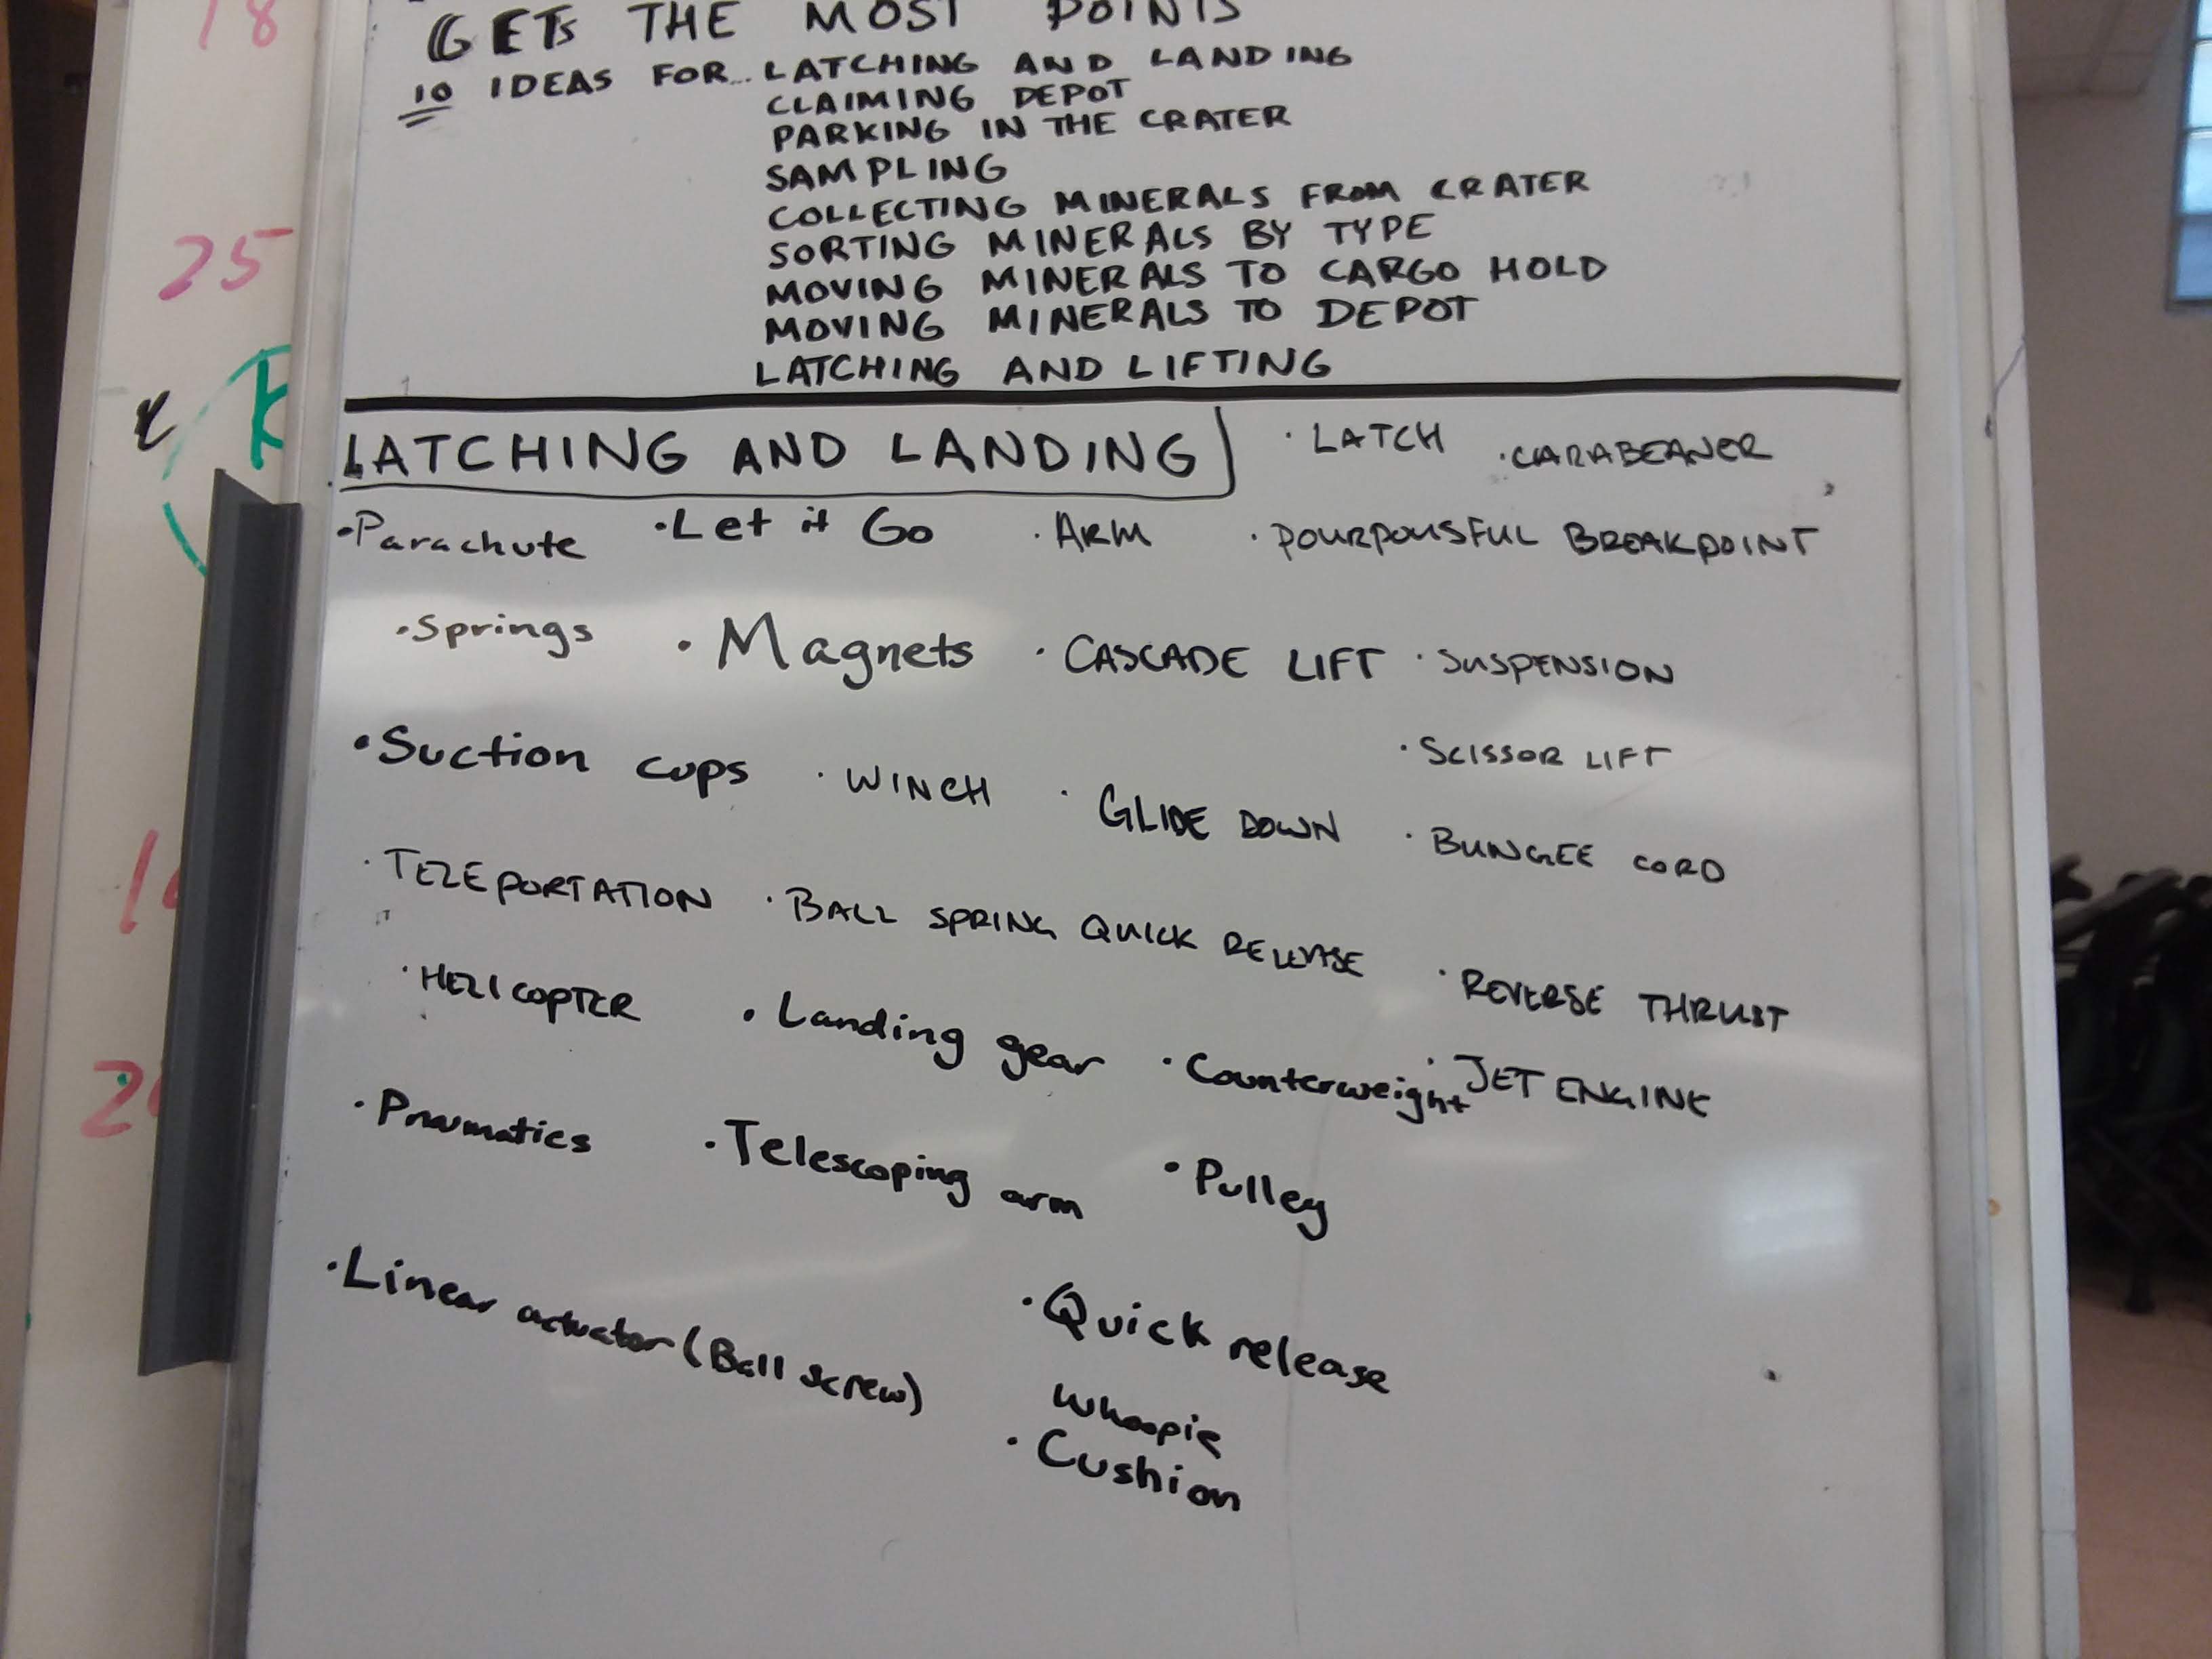 GETS THE MOST POINTS
10 IDEAS FOR... LATCHING AND LANDING
CLAIMING DEPOT
PARKING IN THE CRATER
SAMPLING
COLLECTING MINERALS FROM CRATER
SORTING MINERALS BY TYPE
MOVING MINERALS TO CARGO HOLD
MOVING MINERALS TO DEPOT
LATCHING AND LIFTING
LATCHING AND LANDING
· LATCH · CARABEANER
· Parachute · Let it Go · ARM · POURPOUSFUL BREAKPOINT
· Springs · Magnets · CASCADE LIFT · SUSPENSION
· Suction cups · WINCH · GLIDE DOWN · SCISSOR LIFT
· BUNGEE CORD
· TELEPORTATION · BALL SPRING QUICK RELEASE · REVERSE THRUST
· HELICOPTER · Landing gear · Counterweight · JET ENGINE
· Pnumatics · Telescoping arm · Pulley
· Linear actuator (Ball screw) · Quick release
· Whoopie
Cushion
18
25